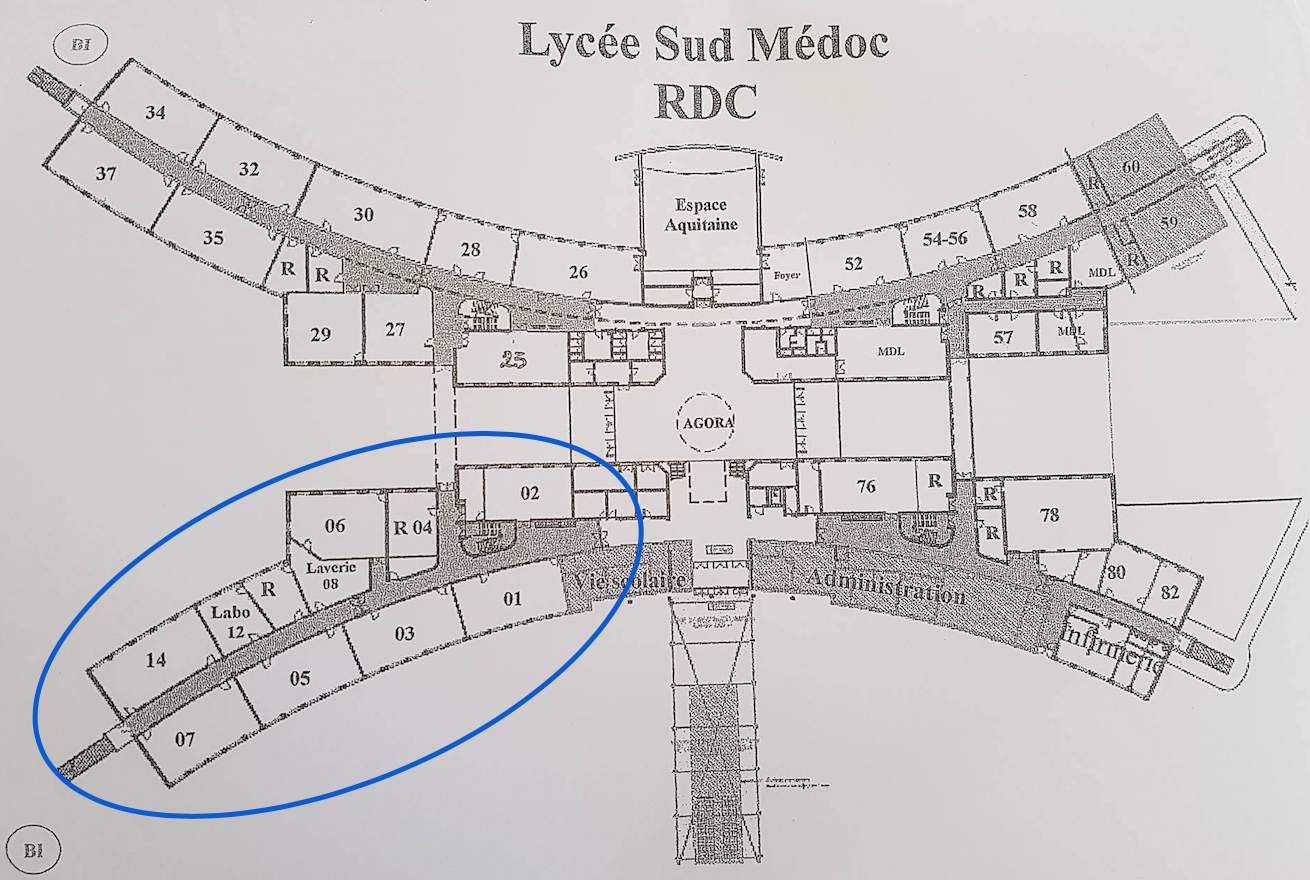 BI
Lycée Sud Médoc
RDC
34
37
32
35
30
R
R
28
26
29
27
25
Espace
Aquitaine
Foyer
52
54-56
58
R
60
59
R
MDL
R
R
R
57
MDL
MDL
AGORA
02
06
R 04
Laverie
08
R
Labo
12
14
07
05
03
01
Vie scolaire
76
R
R
R
78
80
82
Administration
Infirmerie
BI